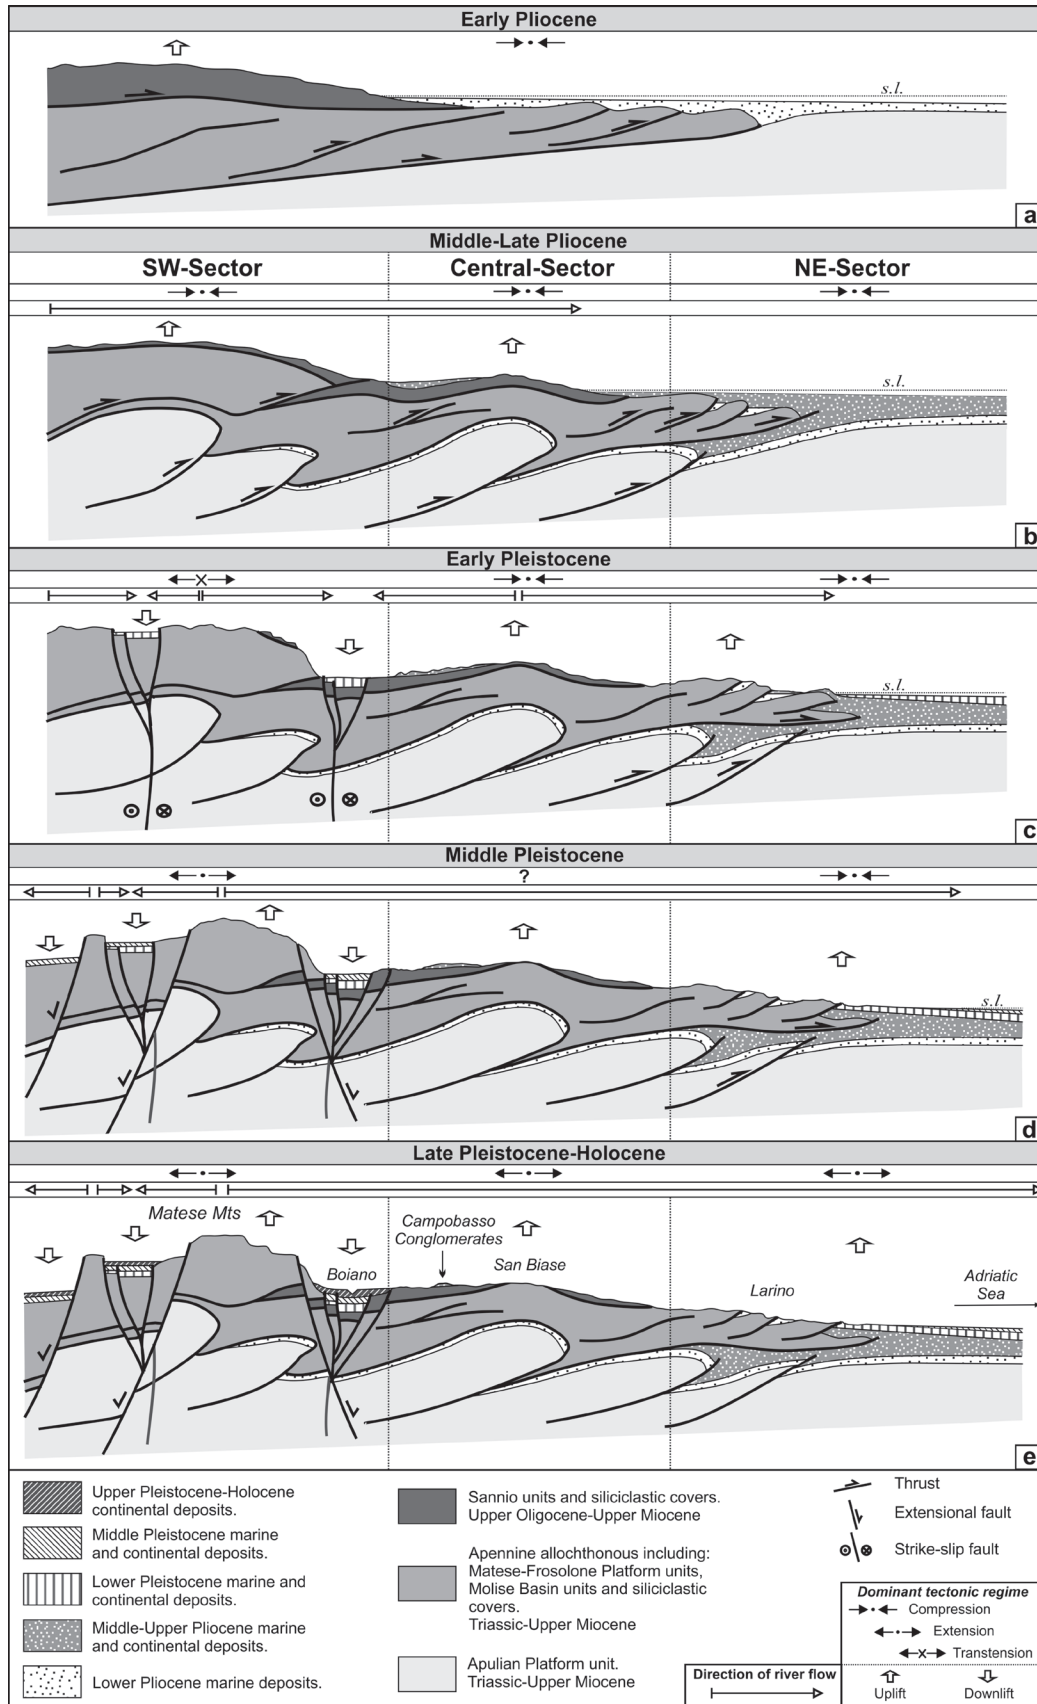 Early Pliocene
s.l.
a
Middle-Late Pliocene
SW-Sector
Central-Sector
NE-Sector
s.l.
b
Early Pleistocene
s.l.
c
Middle Pleistocene
?
s.l.
d
Late Pleistocene-Holocene
Matese Mts
Campobasso
Conglomerates
Boiano
San Biase
Larino
Adriatic
Sea
e
Upper Pleistocene-Holocene
continental deposits.
Middle Pleistocene marine
and continental deposits.
Lower Pleistocene marine and
continental deposits.
Middle-Upper Pliocene marine
and continental deposits.
Lower Pliocene marine deposits.
Sannio units and siliciclastic covers.
Upper Oligocene-Upper Miocene
Apennine allochthonous including:
Matese-Frosolone Platform units,
Molise Basin units and siliciclastic
covers.
Triassic-Upper Miocene
Apulian Platform unit.
Triassic-Upper Miocene
Thrust
Extensional fault
Strike-slip fault
Direction of river flow
Dominant tectonic regime
Compression
Extension
Transtension
Uplift
Downlift